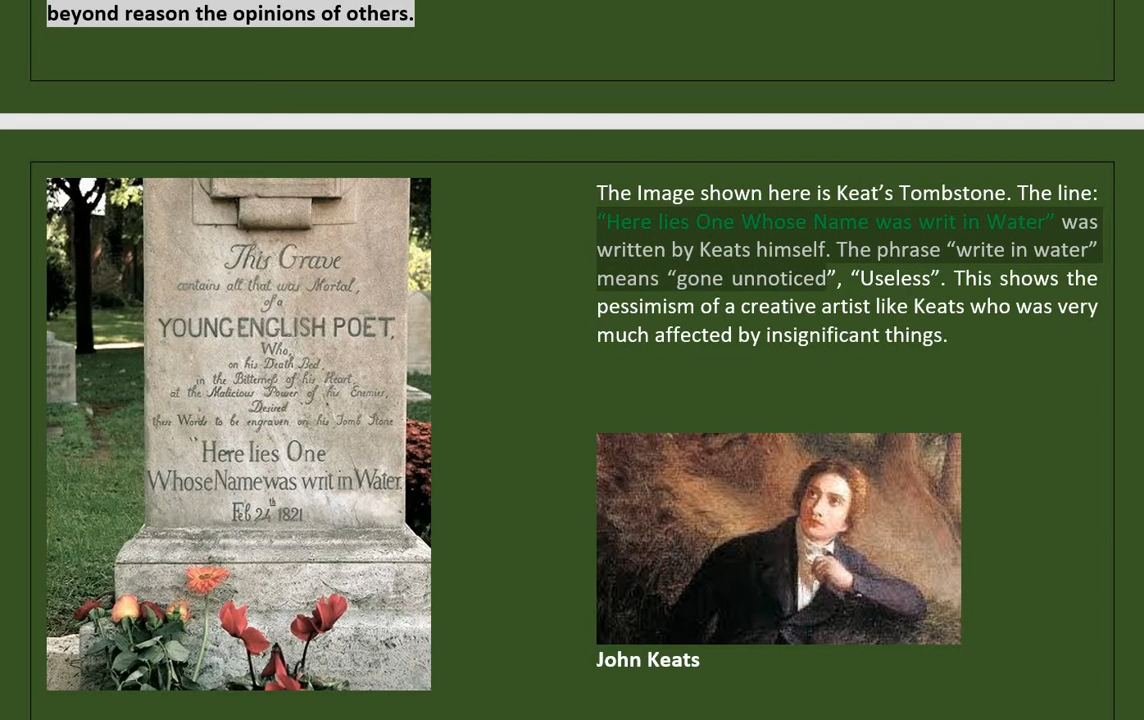 beyond reason the opinions of others.
This Grave
contains all that was Mortal,
of a
YOUNG ENGLISH POET,
Who,
on his Death Bed,
in the Bitterness of his Heart,
at the Malicious Power of his Enemies,
Desired
these Words to be engraven on his Tomb Stone
"Here lies One
Whose Name was writ in Water.
Feb 24th 1821
The Image shown here is Keat’s Tombstone. The line:
“Here lies One Whose Name was writ in Water” was
written by Keats himself. The phrase “write in water”
means “gone unnoticed”, “Useless”. This shows the
pessimism of a creative artist like Keats who was very
much affected by insignificant things.
John Keats